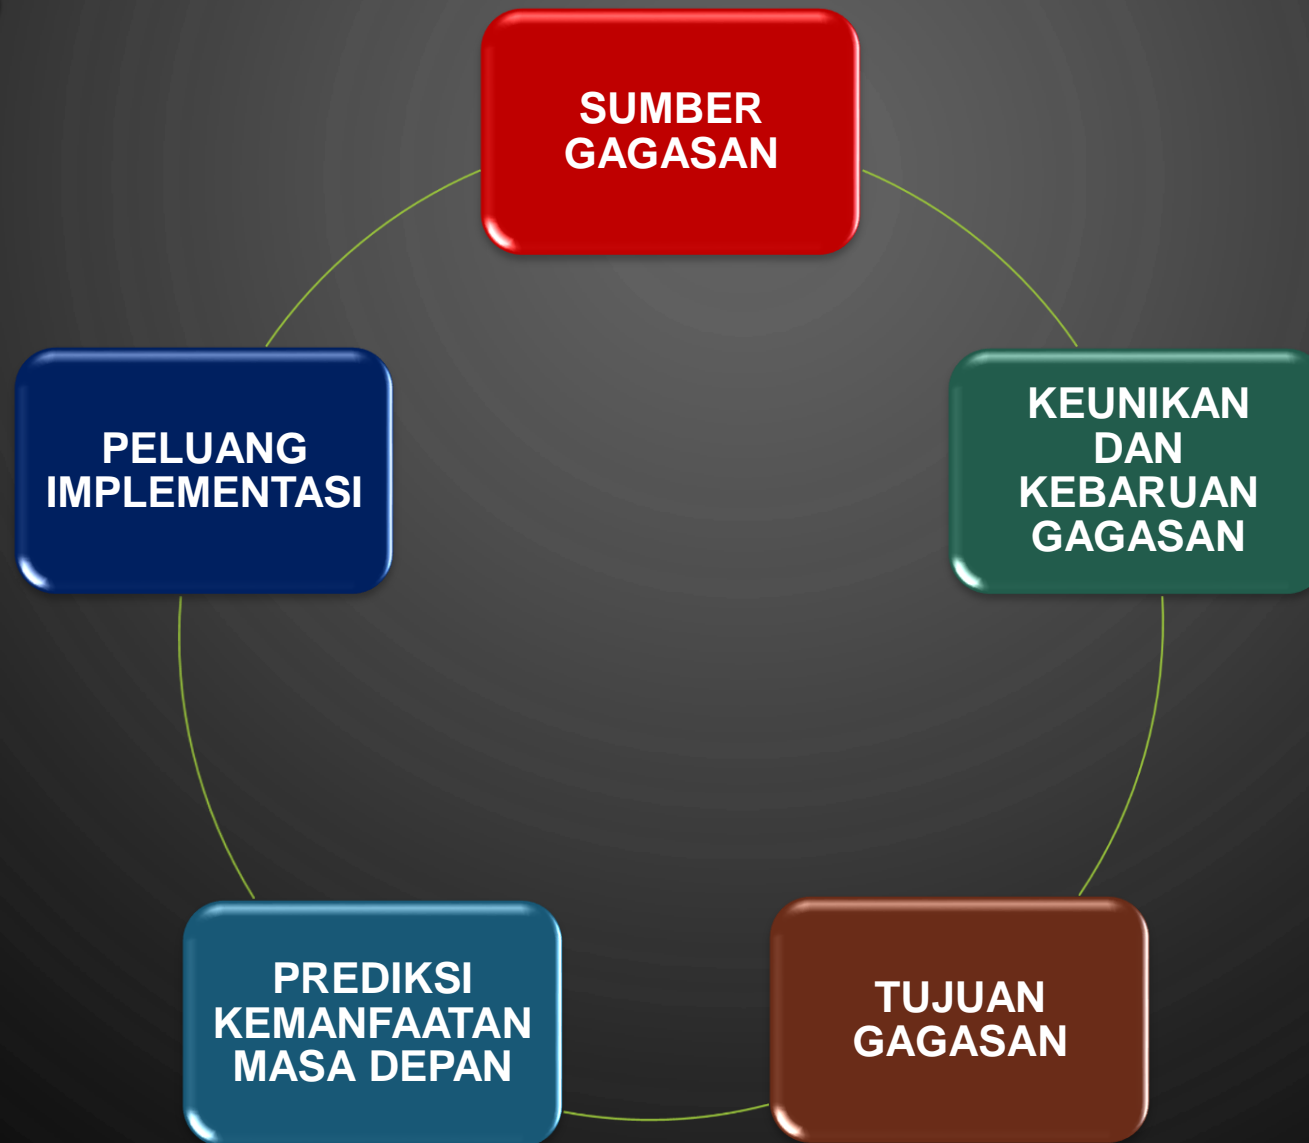 SUMBER
GAGASAN
KEUNIKAN
DAN
KEBARUAN
GAGASAN
TUJUAN
GAGASAN
PREDIKSI
KEMANFAATAN
MASA DEPAN
PELUANG
IMPLEMENTASI